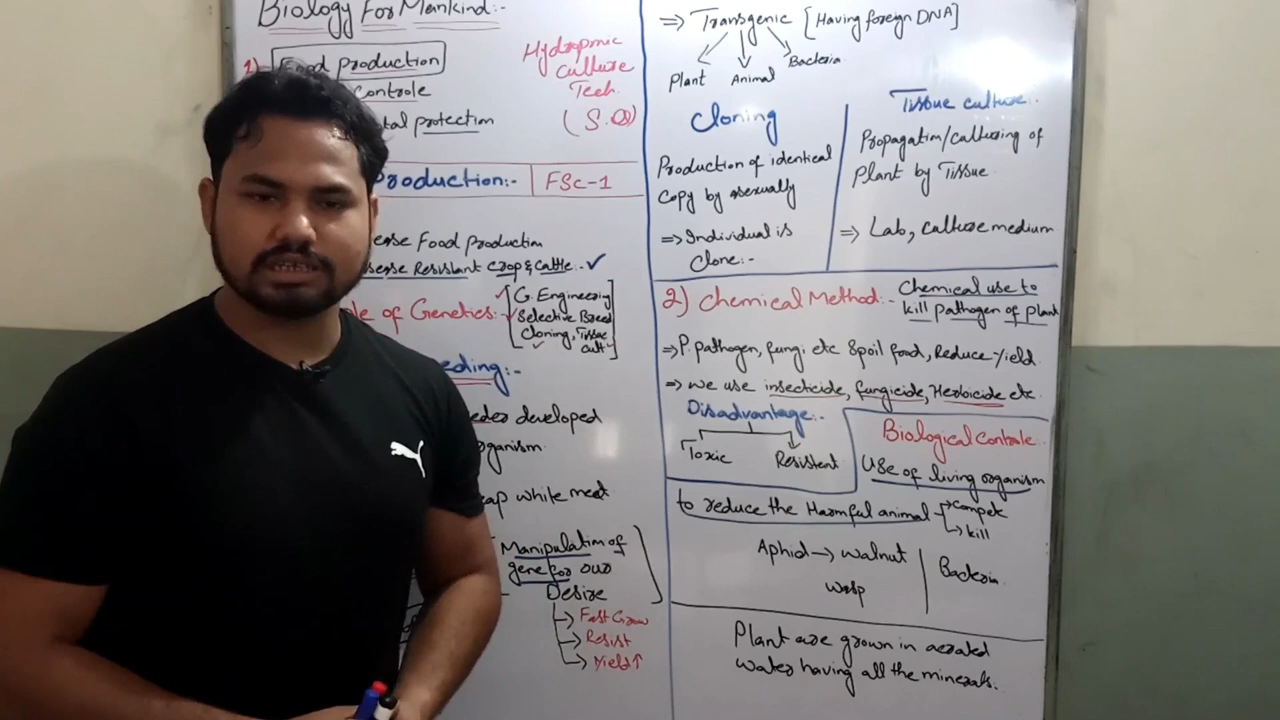 Biology For Mankind:-
1) Food production
Controle
tal protection
Hydroponic
Culture
Tech.
(S.Q)
Production:- FSc-1
ease Food production
isease Resistant crop & Cattle:- ✓
le of Genetics:- G. Engineering
Selective Breed
Cloning, Tissue
cult
eding:-
eder developed
organism
eap white meat
Manipulation of
gene for our
Desire
→ Fast Grow
→ Resist
→ Yield↑
⇒ Transgenic [Having foreign DNA]
Plant Animal Bacteria
Cloning
Production of identical
Copy by asexually
⇒ Individual is
Clone:-
Tissue culture:-
Propagation/culturing of
Plant by Tissue
⇒ Lab, culture medium
2) Chemical Method:- Chemical use to
kill pathogen of plant
⇒ P. pathogen, fungi etc Spoil food, Reduce Yield
⇒ we use insecticide, fungicide, Herbicide etc
Disadvantage:-
Toxic Resistent
Biological Controle:-
Use of living organism
to reduce the Harmful animal → Compete
→ kill
Aphid → walnut
wasp
Bacteria
Plant are grown in aerated
water having all the minerals.